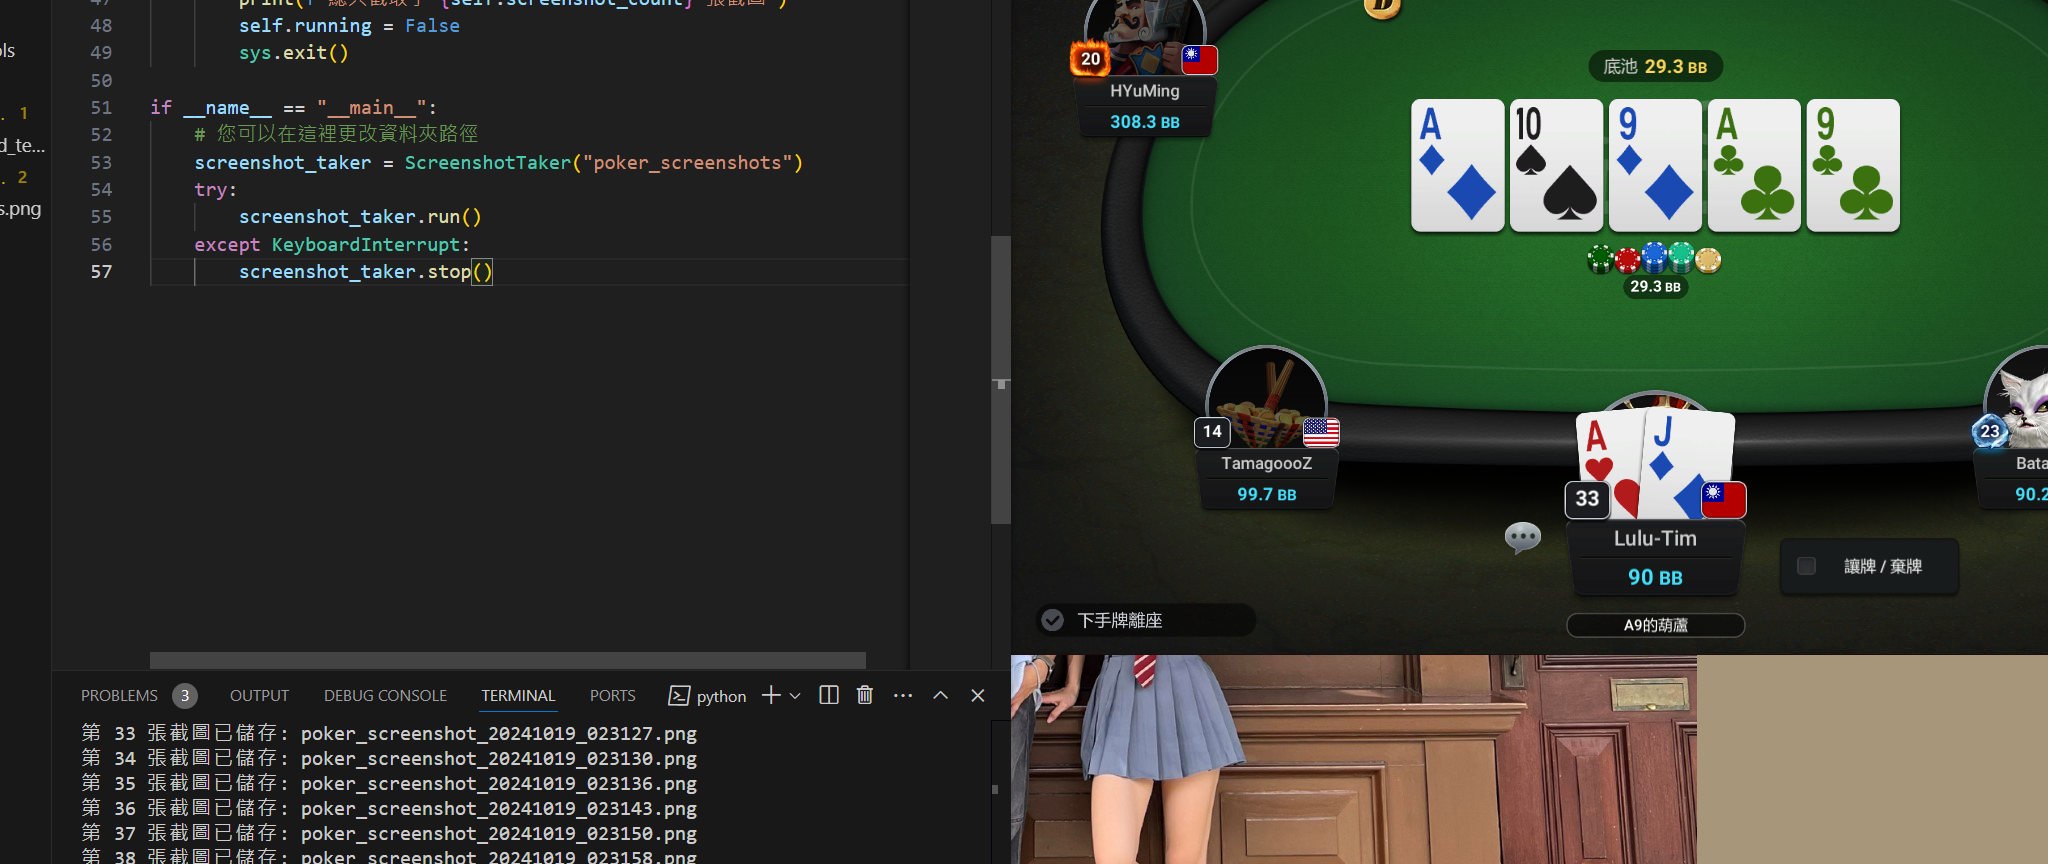 ols
1
d_te...
2
s.png
47 print(f"總共截取了 {self.screenshot_count} 張截圖")
48 self.running = False
49 sys.exit()
50
51 if __name__ == "__main__":
52 # 您可以在這裡更改資料夾路徑
53 screenshot_taker = ScreenshotTaker("poker_screenshots")
54 try:
55 screenshot_taker.run()
56 except KeyboardInterrupt:
57 screenshot_taker.stop()
PROBLEMS 3 OUTPUT DEBUG CONSOLE TERMINAL PORTS python
第 33 張截圖已儲存: poker_screenshot_20241019_023127.png
第 34 張截圖已儲存: poker_screenshot_20241019_023130.png
第 35 張截圖已儲存: poker_screenshot_20241019_023136.png
第 36 張截圖已儲存: poker_screenshot_20241019_023143.png
第 37 張截圖已儲存: poker_screenshot_20241019_023150.png
第 38 張截圖已儲存: poker_screenshot_20241019_023158.png
D
20
HYuMing
308.3 BB
底池 29.3 BB
A 10 9 A 9
29.3 BB
14
TamagoooZ
99.7 BB
A J
33
Lulu-Tim
90 BB
A9的葫蘆
23
Bata
90.2
讓牌 / 棄牌
下手牌離座